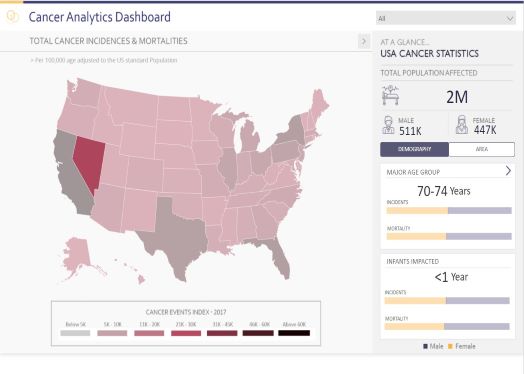 Cancer Analytics Dashboard
All
TOTAL CANCER INCIDENCES & MORTALITIES
> Per 100,000 age adjusted to the US standard Population
CANCER EVENTS INDEX - 2017
Below 5K 5K - 10K 11K - 20K 21K - 30K 31K - 45K 46K - 60K Above 60K
AT A GLANCE...
USA CANCER STATISTICS
TOTAL POPULATION AFFECTED
2M
MALE
511K
FEMALE
447K
DEMOGRAPHY AREA
MAJOR AGE GROUP
70-74 Years
INCIDENTS
MORTALITY
INFANTS IMPACTED
<1 Year
INCIDENTS
MORTALITY
Male Female